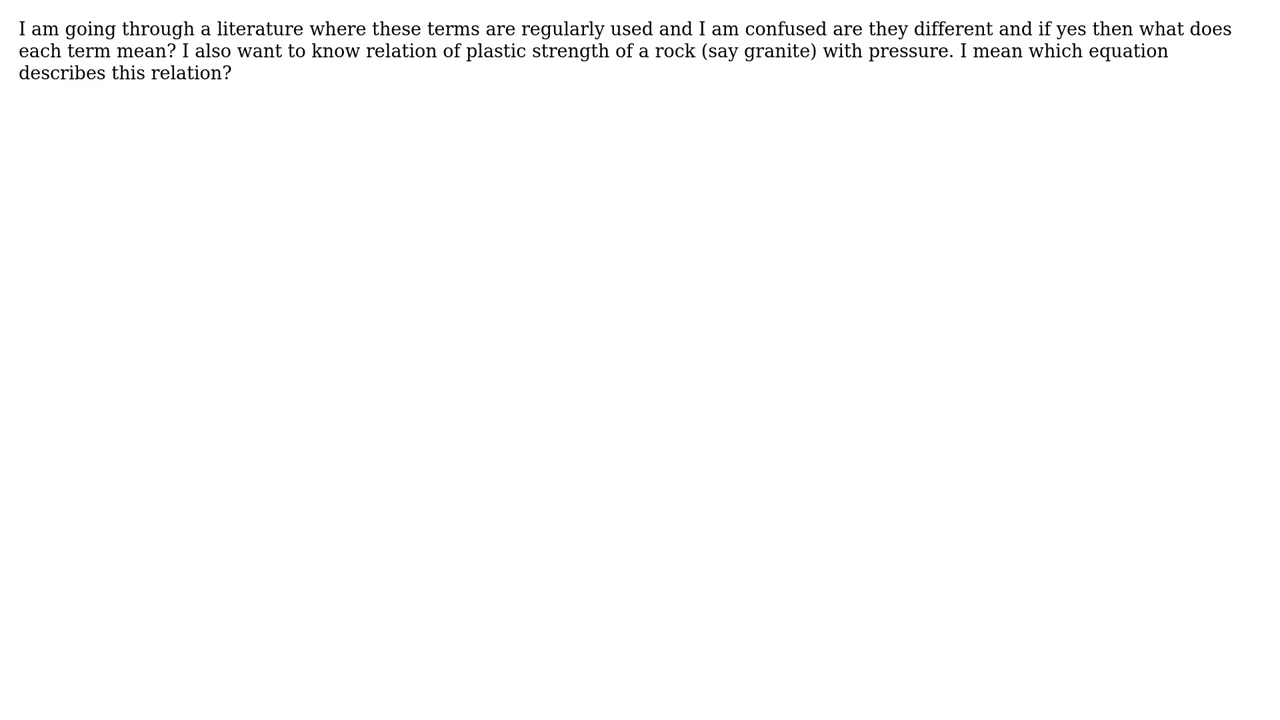 I am going through a literature where these terms are regularly used and I am confused are they different and if yes then what does
each term mean? I also want to know relation of plastic strength of a rock (say granite) with pressure. I mean which equation
describes this relation?